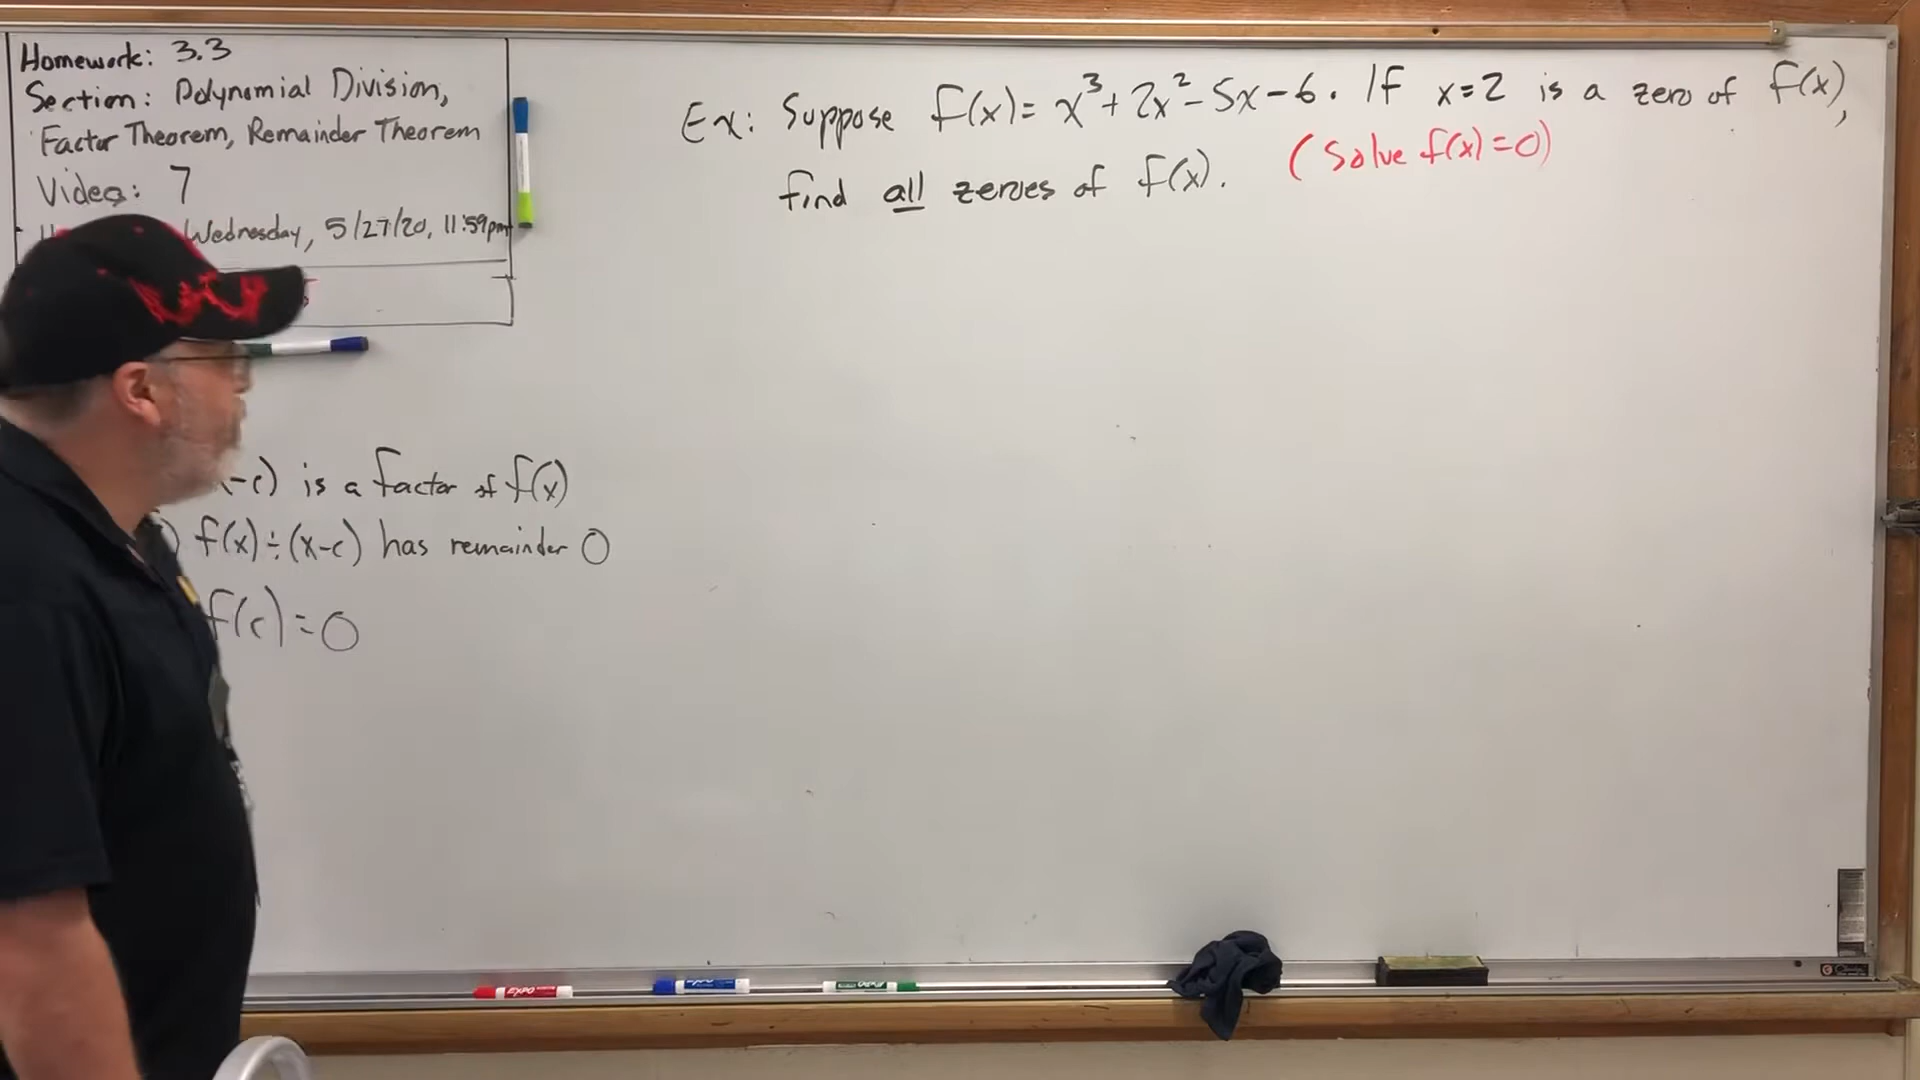 Homework: 3.3
Section: Polynomial Division,
Factor Theorem, Remainder Theorem
Video: 7
Wednesday, 5/27/20, 11:59pm
Ex: Suppose f(x) = x³ + 2x² - 5x - 6. If x=2 is a zero of f(x),
find all zeroes of f(x). (Solve f(x)=0)
-c) is a factor of f(x)
f(x)÷(x-c) has remainder 0
f(c)=0
EXPO